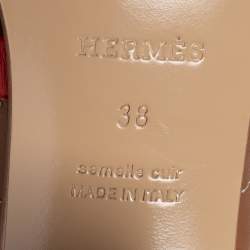 HERMÈS
38
semelle cuir
MADE IN ITALY